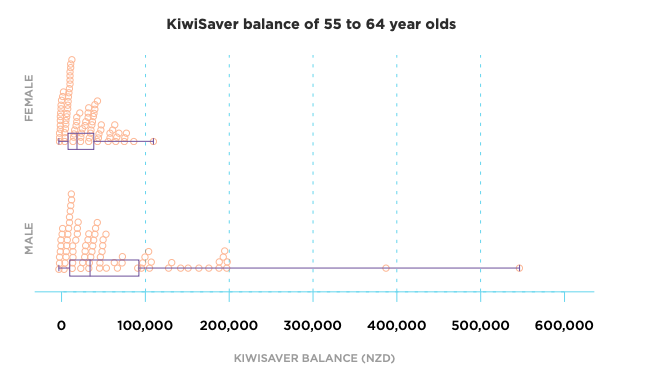 KiwiSaver balance of 55 to 64 year olds
FEMALE
MALE
0 100,000 200,000 300,000 400,000 500,000 600,000
KIWISAVER BALANCE (NZD)